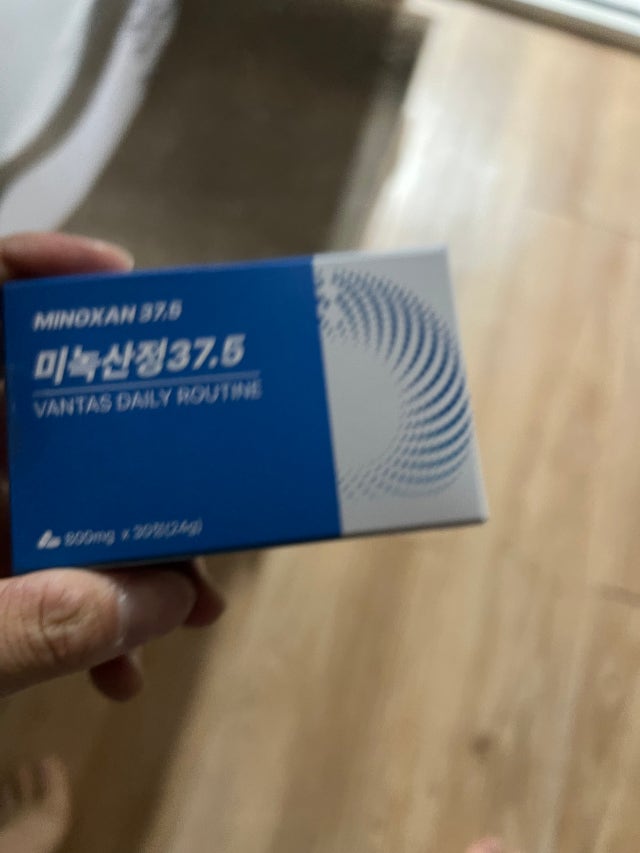 MINOXAN 37.5
미녹산정37.5
VANTAS DAILY ROUTINE
800mg x 30정(24g)